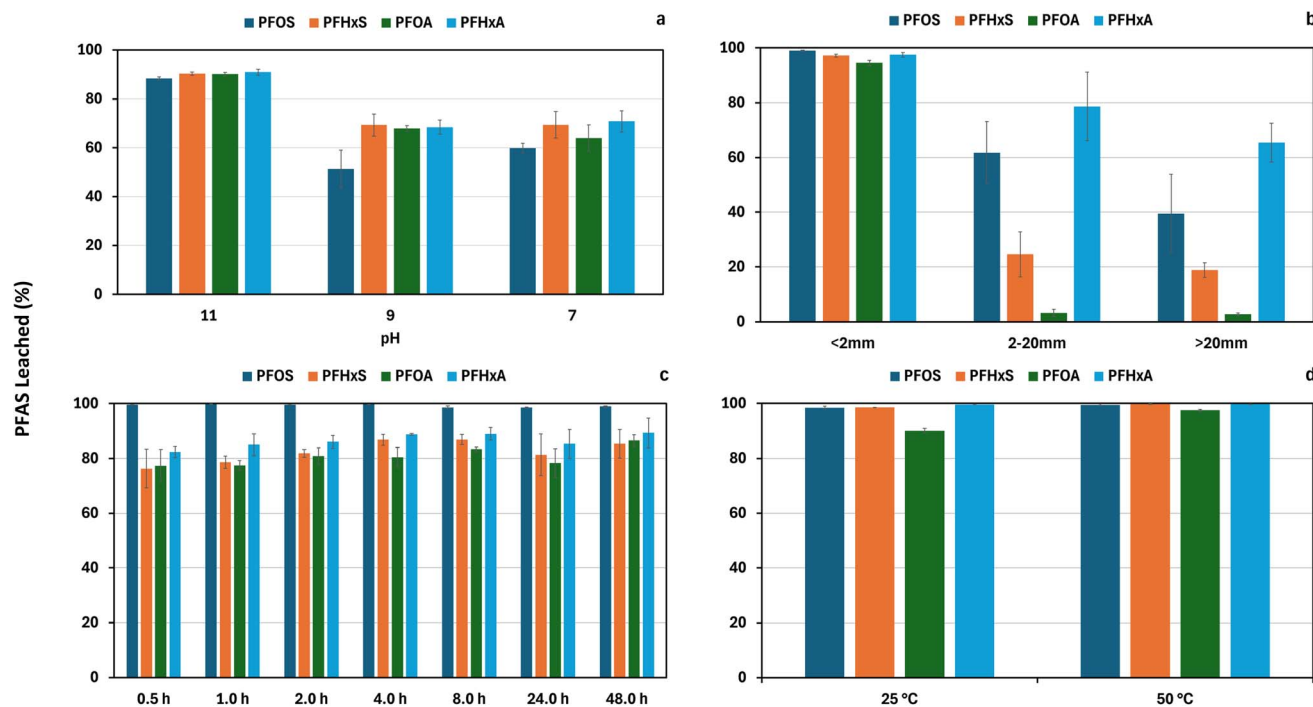 PFAS Leached (%)
PFOS PFHxS PFOA PFHxA a
100
80
60
40
20
0
11 9 7
pH
PFOS PFHxS PFOA PFHxA b
100
80
60
40
20
0
<2mm 2-20mm >20mm
PFOS PFHxS PFOA PFHxA c
100
80
60
40
20
0
0.5 h 1.0 h 2.0 h 4.0 h 8.0 h 24.0 h 48.0 h
PFOS PFHxS PFOA PFHxA d
100
80
60
40
20
0
25 °C 50 °C